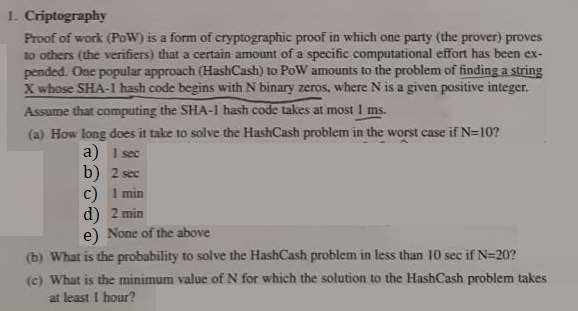 1. Criptography
Proof of work (PoW) is a form of cryptographic proof in which one party (the prover) proves
to others (the verifiers) that a certain amount of a specific computational effort has been ex-
pended. One popular approach (HashCash) to PoW amounts to the problem of finding a string
X whose SHA-1 hash code begins with N binary zeros, where N is a given positive integer.
Assume that computing the SHA-1 hash code takes at most 1 ms.
(a) How long does it take to solve the HashCash problem in the worst case if N=10?
a) 1 sec
b) 2 sec
c) 1 min
d) 2 min
e) None of the above
(b) What is the probability to solve the HashCash problem in less than 10 sec if N=20?
(c) What is the minimum value of N for which the solution to the HashCash problem takes
at least 1 hour?